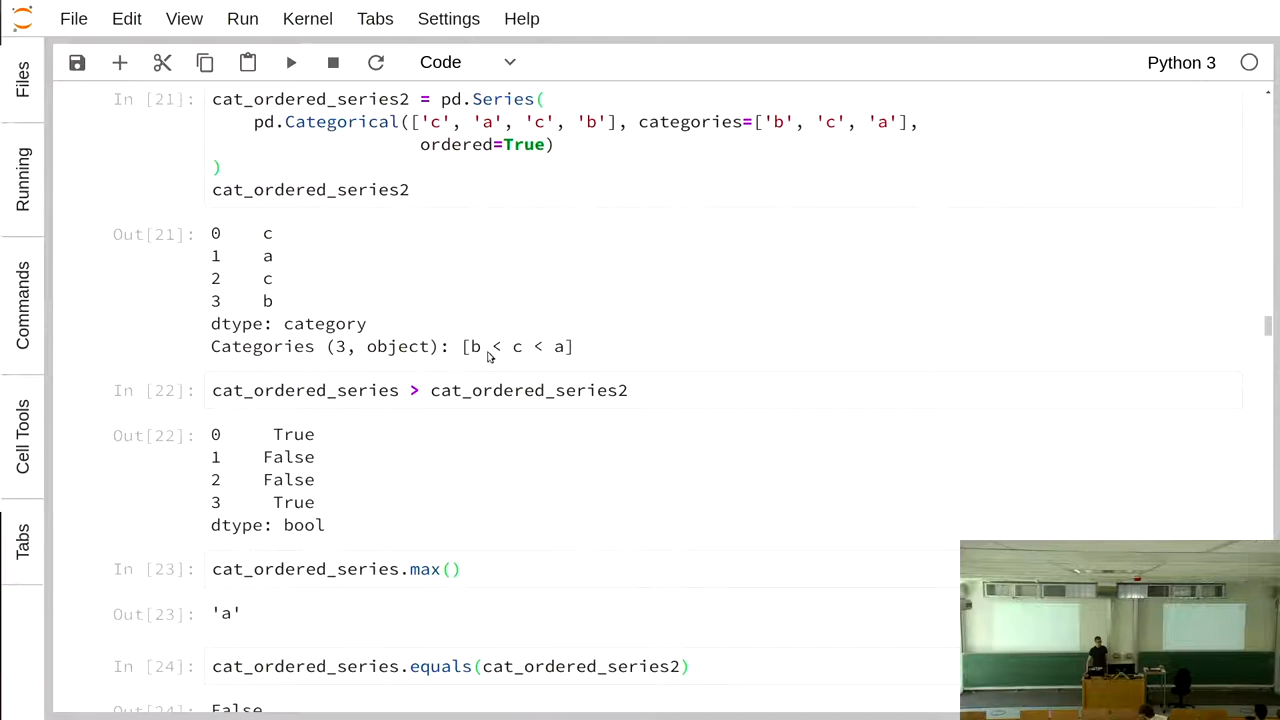 File Edit View Run Kernel Tabs Settings Help
Code
Python 3
Files
Running
Commands
Cell Tools
Tabs
In [21]: cat_ordered_series2 = pd.Series(
pd.Categorical(['c', 'a', 'c', 'b'], categories=['b', 'c', 'a'],
ordered=True)
)
cat_ordered_series2
Out[21]: 0 c
1 a
2 c
3 b
dtype: category
Categories (3, object): [b < c < a]
In [22]: cat_ordered_series > cat_ordered_series2
Out[22]: 0 True
1 False
2 False
3 True
dtype: bool
In [23]: cat_ordered_series.max()
Out[23]: 'a'
In [24]: cat_ordered_series.equals(cat_ordered_series2)
Out[24]: False